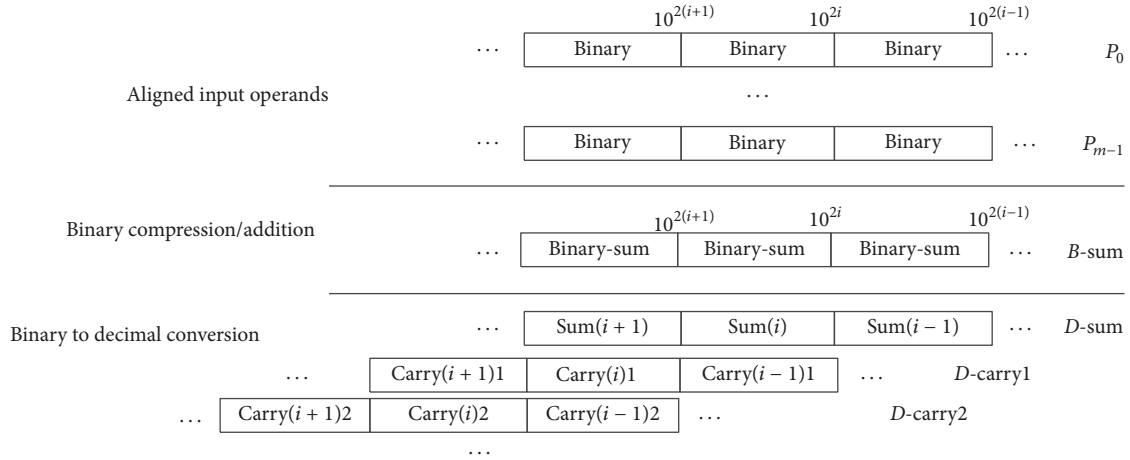 10^{2(i+1)} 10^{2i} 10^{2(i−1)}
... Binary Binary Binary ... P_0
Aligned input operands ...
... Binary Binary Binary ... P_{m−1}
10^{2(i+1)} 10^{2i} 10^{2(i−1)}
Binary compression/addition
... Binary-sum Binary-sum Binary-sum ... B-sum
Binary to decimal conversion ... Sum(i + 1) Sum(i) Sum(i − 1) ... D-sum
... Carry(i + 1)1 Carry(i)1 Carry(i − 1)1 ... D-carry1
... Carry(i + 1)2 Carry(i)2 Carry(i − 1)2 ... D-carry2
...